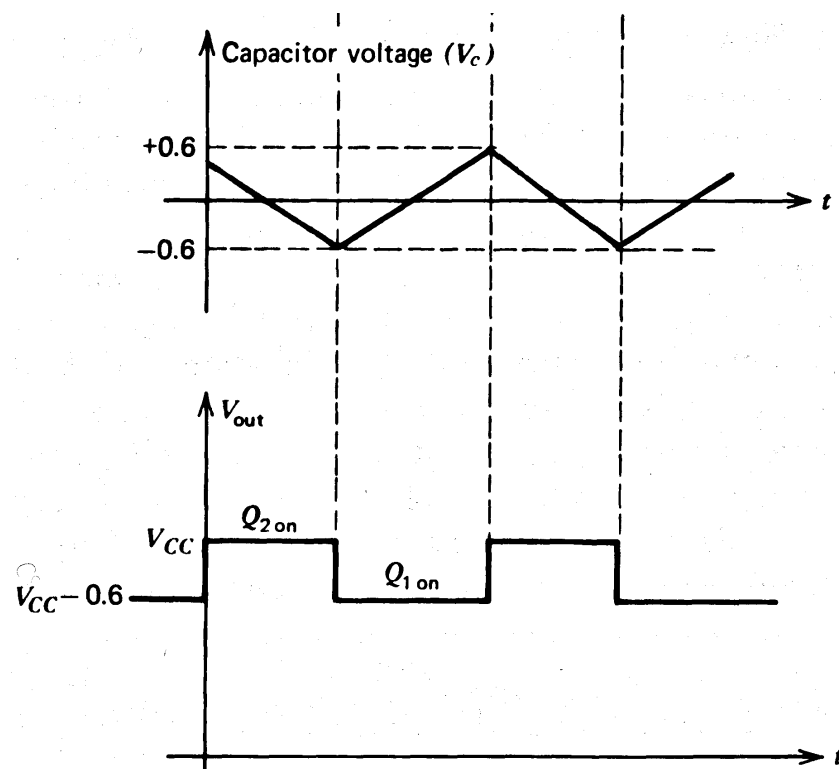 Capacitor voltage (Vc)
+0.6
t
−0.6
Vout
Q2 on
VCC
Q1 on
VCC − 0.6
t